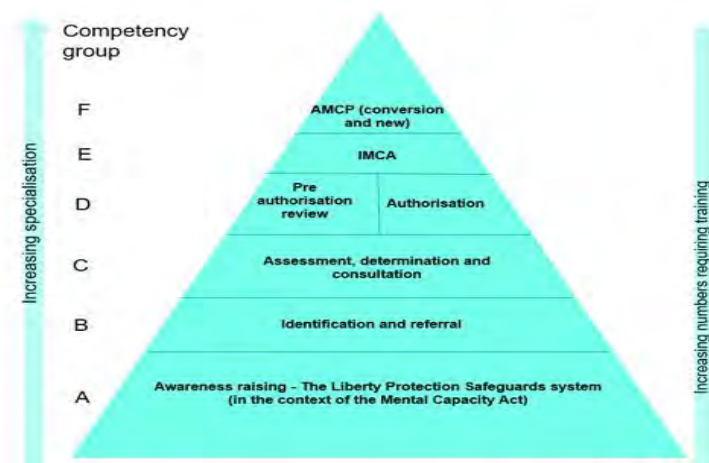 Competency
group
F
AMCP (conversion
and new)
E
IMCA
D
Pre
authorisation
review
Authorisation
C
Assessment, determination and
consultation
B
Identification and referral
A
Awareness raising - The Liberty Protection Safeguards system
(in the context of the Mental Capacity Act)
Increasing specialisation
Increasing numbers requiring training